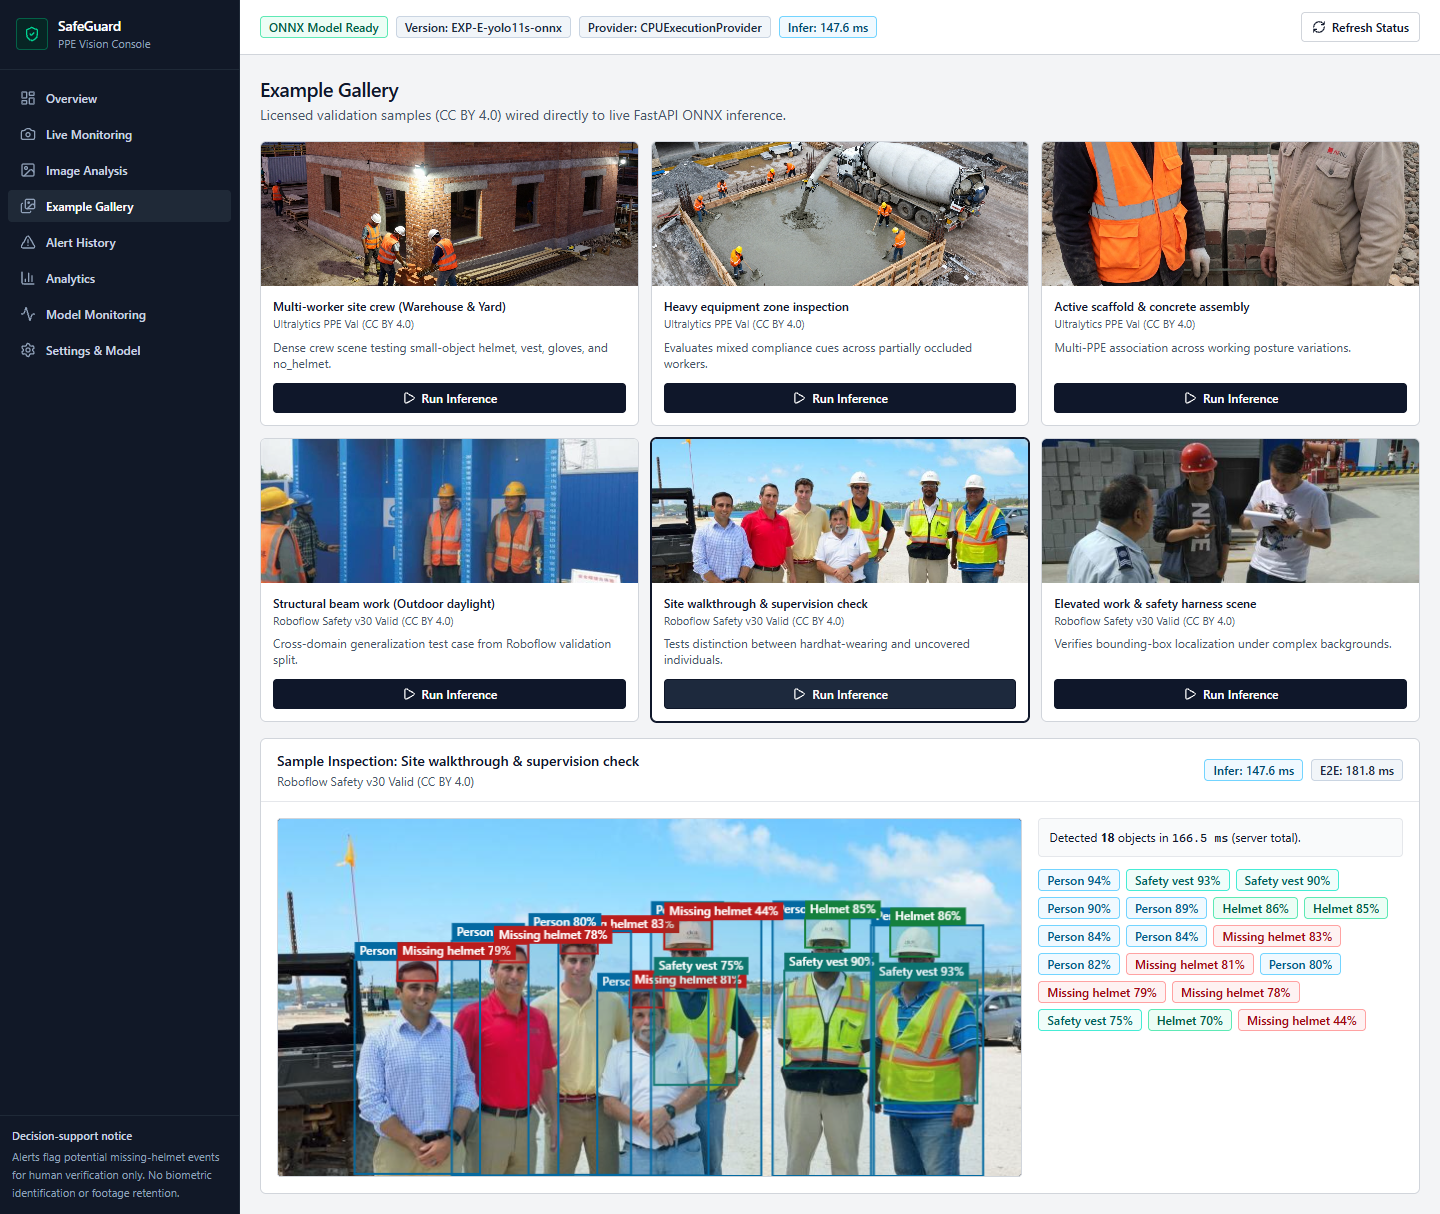 SafeGuard
PPE Vision Console
Overview
Live Monitoring
Image Analysis
Example Gallery
Alert History
Analytics
Model Monitoring
Settings & Model
Decision-support notice
Alerts flag potential missing-helmet events
for human verification only. No biometric
identification or footage retention.
ONNX Model Ready
Version: EXP-E-yolo11s-onnx
Provider: CPUExecutionProvider
Infer: 147.6 ms
Refresh Status
Example Gallery
Licensed validation samples (CC BY 4.0) wired directly to live FastAPI ONNX inference.
Multi-worker site crew (Warehouse & Yard)
Ultralytics PPE Val (CC BY 4.0)
Dense crew scene testing small-object helmet, vest, gloves, and
no_helmet.
Run Inference
Heavy equipment zone inspection
Ultralytics PPE Val (CC BY 4.0)
Evaluates mixed compliance cues across partially occluded
workers.
Run Inference
Active scaffold & concrete assembly
Ultralytics PPE Val (CC BY 4.0)
Multi-PPE association across working posture variations.
Run Inference
Structural beam work (Outdoor daylight)
Roboflow Safety v30 Valid (CC BY 4.0)
Cross-domain generalization test case from Roboflow validation
split.
Run Inference
Site walkthrough & supervision check
Roboflow Safety v30 Valid (CC BY 4.0)
Tests distinction between hardhat-wearing and uncovered
individuals.
Run Inference
Elevated work & safety harness scene
Roboflow Safety v30 Valid (CC BY 4.0)
Verifies bounding-box localization under complex backgrounds.
Run Inference
Sample Inspection: Site walkthrough & supervision check
Roboflow Safety v30 Valid (CC BY 4.0)
Infer: 147.6 ms
E2E: 181.8 ms
Missing helmet 44%
Helmet 85%
Helmet 86%
Person 80%
helmet 83%
Person
Missing helmet 78%
Person
Missing helmet 79%
Safety vest 75%
Safety vest 90%
Safety vest 93%
Missing helmet 81%
Detected 18 objects in 166.5 ms (server total).
Person 94%
Safety vest 93%
Safety vest 90%
Person 90%
Person 89%
Helmet 86%
Helmet 85%
Person 84%
Person 84%
Missing helmet 83%
Person 82%
Missing helmet 81%
Person 80%
Missing helmet 79%
Missing helmet 78%
Safety vest 75%
Helmet 70%
Missing helmet 44%